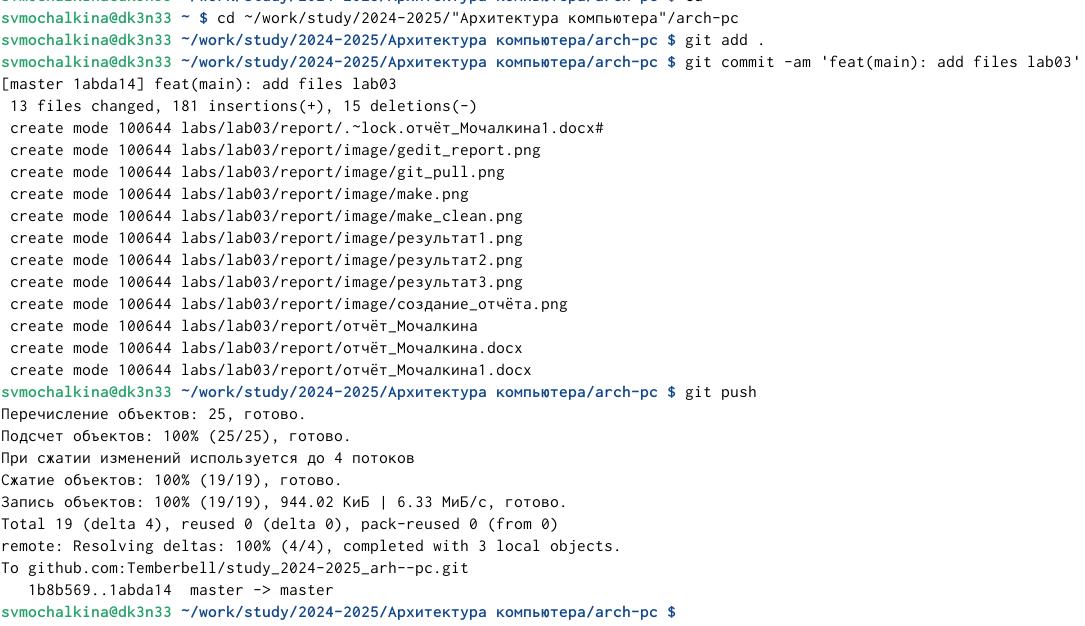 svmochalkina@dk3n33 ~ $ cd ~/work/study/2024-2025/"Архитектура компьютера"/arch-pc
svmochalkina@dk3n33 ~/work/study/2024-2025/Архитектура компьютера/arch-pc $ git add .
svmochalkina@dk3n33 ~/work/study/2024-2025/Архитектура компьютера/arch-pc $ git commit -am 'feat(main): add files lab03'
[master 1abda14] feat(main): add files lab03
 13 files changed, 181 insertions(+), 15 deletions(-)
 create mode 100644 labs/lab03/report/.~lock.отчёт_Мочалкина1.docx#
 create mode 100644 labs/lab03/report/image/gedit_report.png
 create mode 100644 labs/lab03/report/image/git_pull.png
 create mode 100644 labs/lab03/report/image/make.png
 create mode 100644 labs/lab03/report/image/make_clean.png
 create mode 100644 labs/lab03/report/image/результат1.png
 create mode 100644 labs/lab03/report/image/результат2.png
 create mode 100644 labs/lab03/report/image/результат3.png
 create mode 100644 labs/lab03/report/image/создание_отчёта.png
 create mode 100644 labs/lab03/report/отчёт_Мочалкина
 create mode 100644 labs/lab03/report/отчёт_Мочалкина.docx
 create mode 100644 labs/lab03/report/отчёт_Мочалкина1.docx
svmochalkina@dk3n33 ~/work/study/2024-2025/Архитектура компьютера/arch-pc $ git push
Перечисление объектов: 25, готово.
Подсчет объектов: 100% (25/25), готово.
При сжатии изменений используется до 4 потоков
Сжатие объектов: 100% (19/19), готово.
Запись объектов: 100% (19/19), 944.02 КиБ | 6.33 МиБ/с, готово.
Total 19 (delta 4), reused 0 (delta 0), pack-reused 0 (from 0)
remote: Resolving deltas: 100% (4/4), completed with 3 local objects.
To github.com:Temberbell/study_2024-2025_arh--pc.git
   1b8b569..1abda14  master -> master
svmochalkina@dk3n33 ~/work/study/2024-2025/Архитектура компьютера/arch-pc $